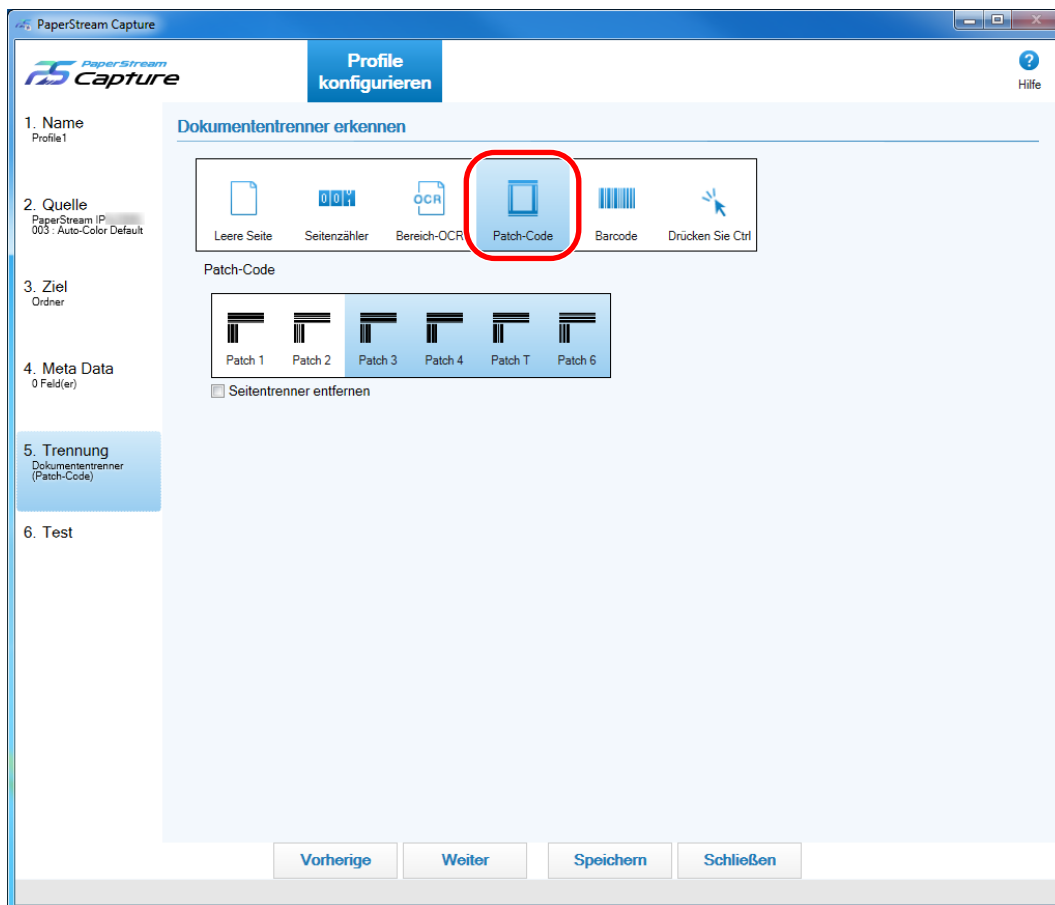 PaperStream Capture
PaperStream
Capture
Profile
konfigurieren
Hilfe
1. Name
Profile1
2. Quelle
PaperStream IP
003 : Auto-Color Default
3. Ziel
Ordner
4. Meta Data
0 Feld(er)
5. Trennung
Dokumententrenner
(Patch-Code)
6. Test
Dokumententrenner erkennen
001
OCR
Leere Seite
Seitenzähler
Bereich-OCR
Patch-Code
Barcode
Drücken Sie Ctrl
Patch-Code
Patch 1
Patch 2
Patch 3
Patch 4
Patch T
Patch 6
Seitentrenner entfernen
Vorherige
Weiter
Speichern
Schließen